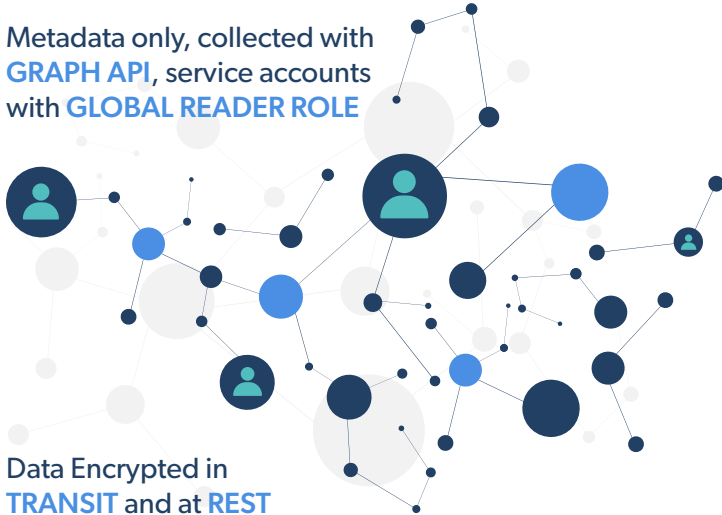 Metadata only, collected with
GRAPH API, service accounts
with GLOBAL READER ROLE
Data Encrypted in
TRANSIT and at REST